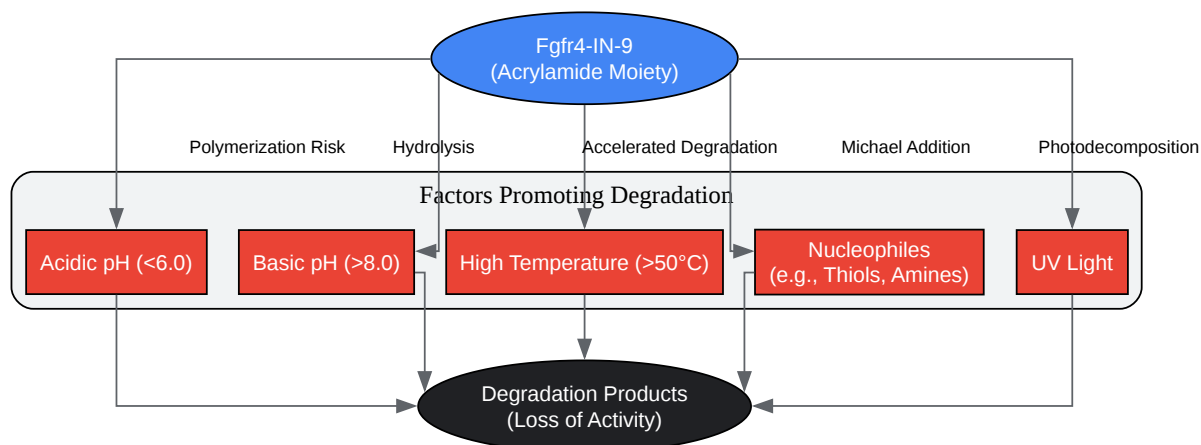 Fgfr4-IN-9
(Acrylamide Moiety)
Polymerization Risk
Hydrolysis
Accelerated Degradation
Michael Addition
Photodecomposition
Factors Promoting Degradation
Acidic pH (<6.0)
Basic pH (>8.0)
High Temperature (>50°C)
Nucleophiles
(e.g., Thiols, Amines)
UV Light
Degradation Products
(Loss of Activity)